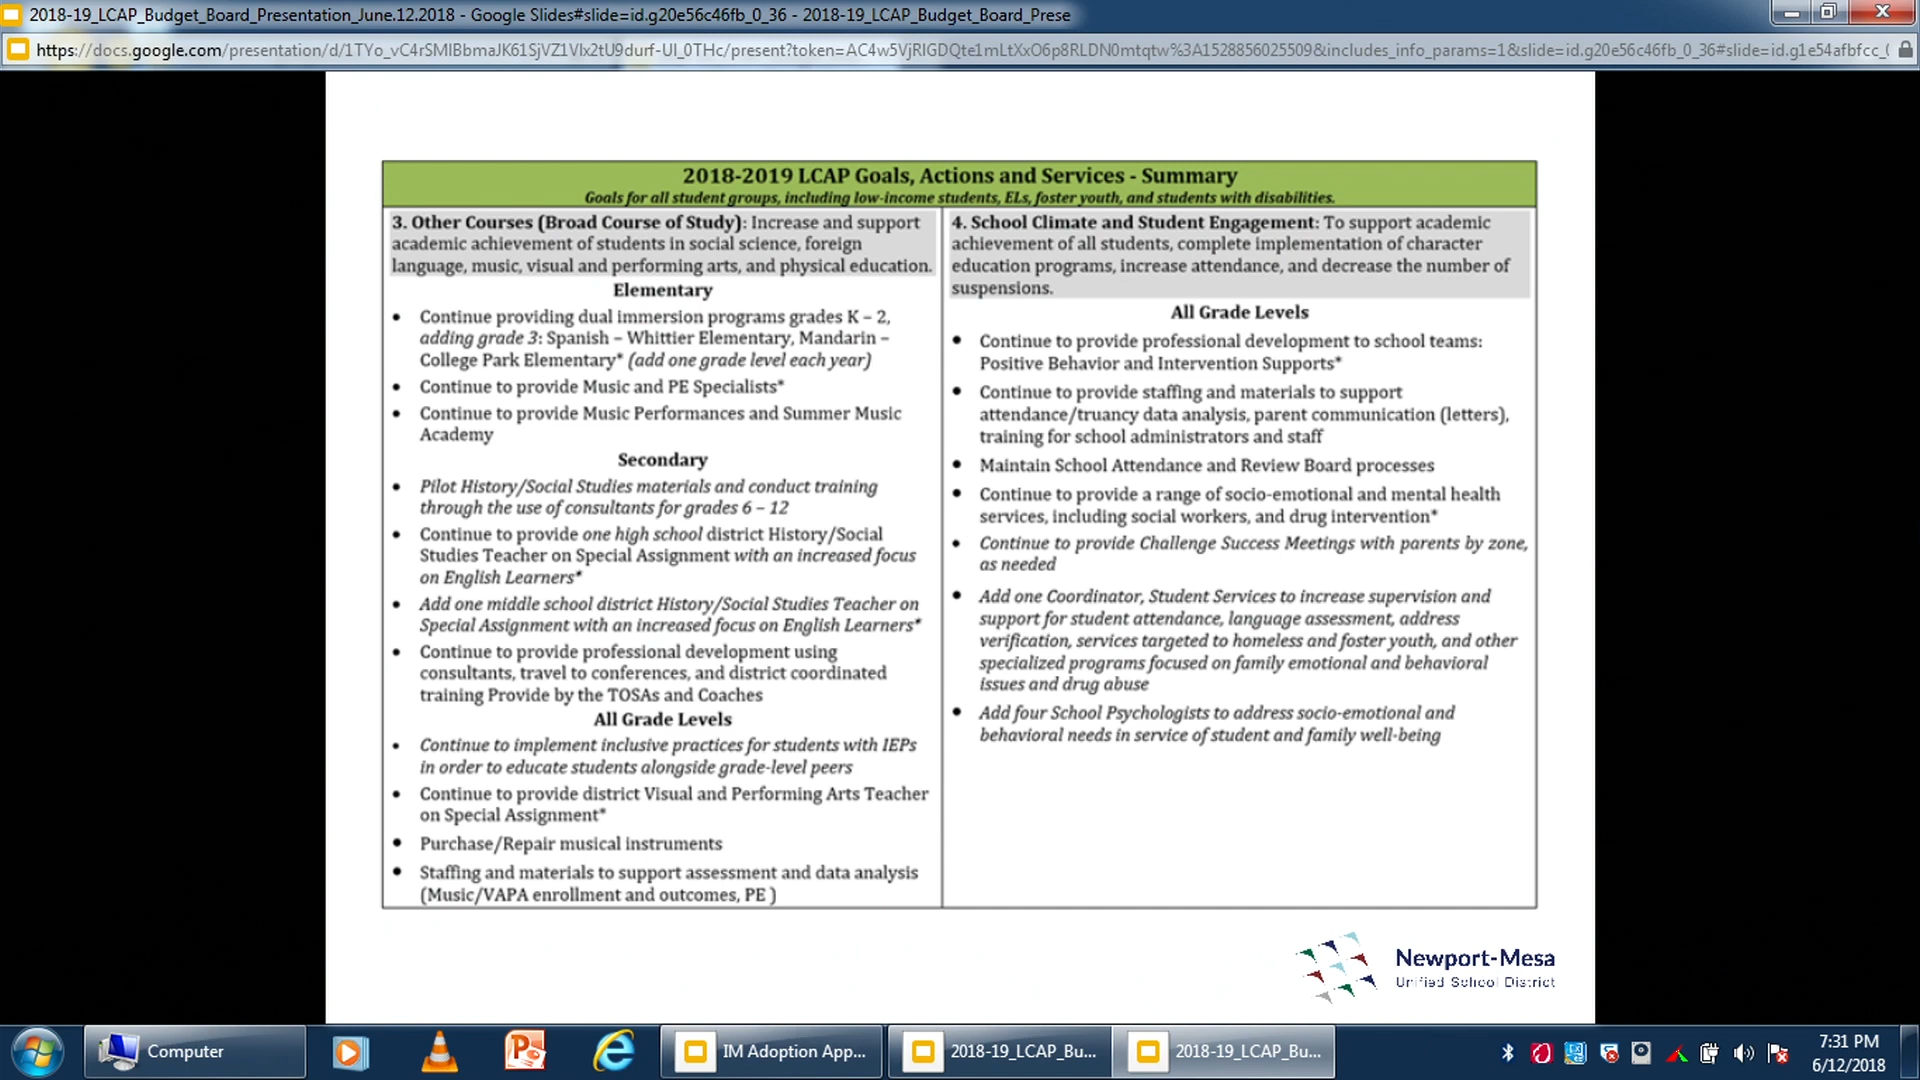 2018-19_LCAP_Budget_Board_Presentation_June.12.2018 - Google Slides#slide=id.g20e56c46fb_0_36 - 2018-19_LCAP_Budget_Board_Prese
2018-2019 LCAP Goals, Actions and Services - Summary
Goals for all student groups, including low-income students, ELs, foster youth, and students with disabilities.
3. Other Courses (Broad Course of Study): Increase and support
academic achievement of students in social science, foreign
language, music, visual and performing arts, and physical education.
Elementary
• Continue providing dual immersion programs grades K – 2,
adding grade 3: Spanish – Whittier Elementary, Mandarin –
College Park Elementary* (add one grade level each year)
• Continue to provide Music and PE Specialists*
• Continue to provide Music Performances and Summer Music
Academy
Secondary
• Pilot History/Social Studies materials and conduct training
through the use of consultants for grades 6 – 12
• Continue to provide one high school district History/Social
Studies Teacher on Special Assignment with an increased focus
on English Learners*
• Add one middle school district History/Social Studies Teacher on
Special Assignment with an increased focus on English Learners*
• Continue to provide professional development using
consultants, travel to conferences, and district coordinated
training Provide by the TOSAs and Coaches
All Grade Levels
• Continue to implement inclusive practices for students with IEPs
in order to educate students alongside grade-level peers
• Continue to provide district Visual and Performing Arts Teacher
on Special Assignment*
• Purchase/Repair musical instruments
• Staffing and materials to support assessment and data analysis
(Music/VAPA enrollment and outcomes, PE )
4. School Climate and Student Engagement: To support academic
achievement of all students, complete implementation of character
education programs, increase attendance, and decrease the number of
suspensions.
All Grade Levels
• Continue to provide professional development to school teams:
Positive Behavior and Intervention Supports*
• Continue to provide staffing and materials to support
attendance/truancy data analysis, parent communication (letters),
training for school administrators and staff
• Maintain School Attendance and Review Board processes
• Continue to provide a range of socio-emotional and mental health
services, including social workers, and drug intervention*
• Continue to provide Challenge Success Meetings with parents by zone,
as needed
• Add one Coordinator, Student Services to increase supervision and
support for student attendance, language assessment, address
verification, services targeted to homeless and foster youth, and other
specialized programs focused on family emotional and behavioral
issues and drug abuse
• Add four School Psychologists to address socio-emotional and
behavioral needs in service of student and family well-being
Newport-Mesa
Unified School District
Computer
IM Adoption App...
2018-19_LCAP_Bu...
2018-19_LCAP_Bu...
7:31 PM
6/12/2018